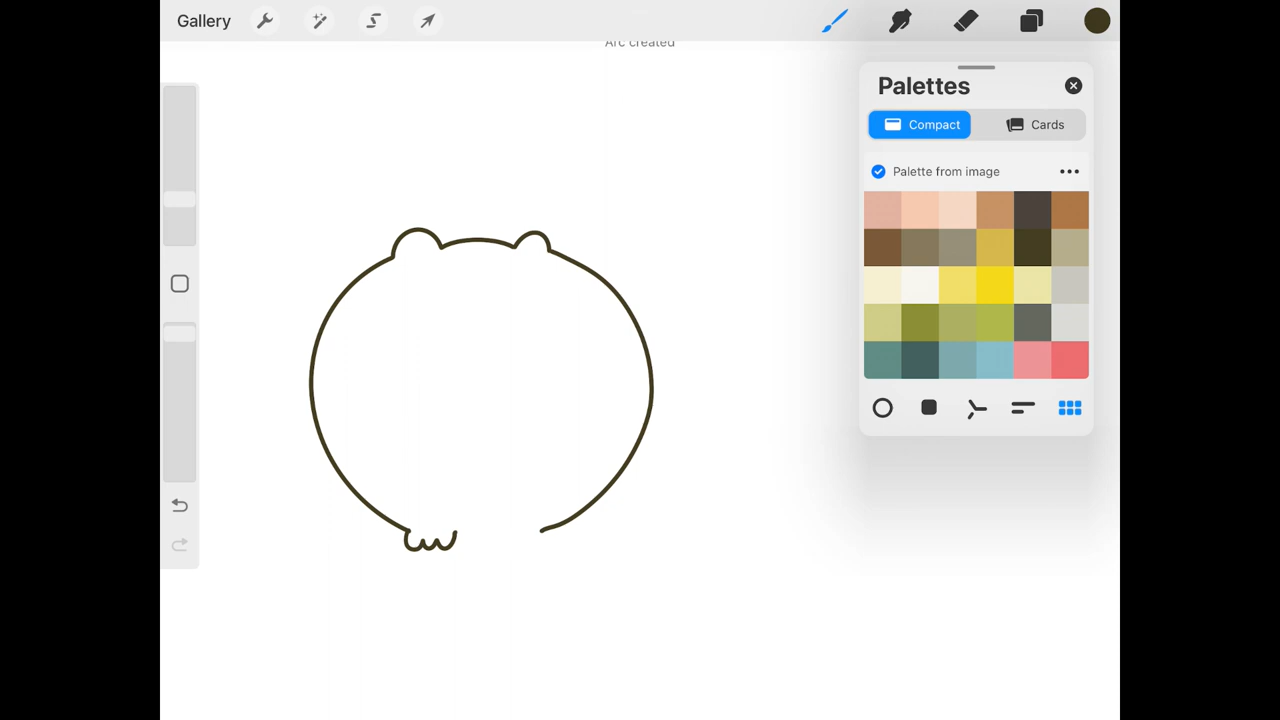 Gallery
Arc created
Palettes
Compact
Cards
Palette from image